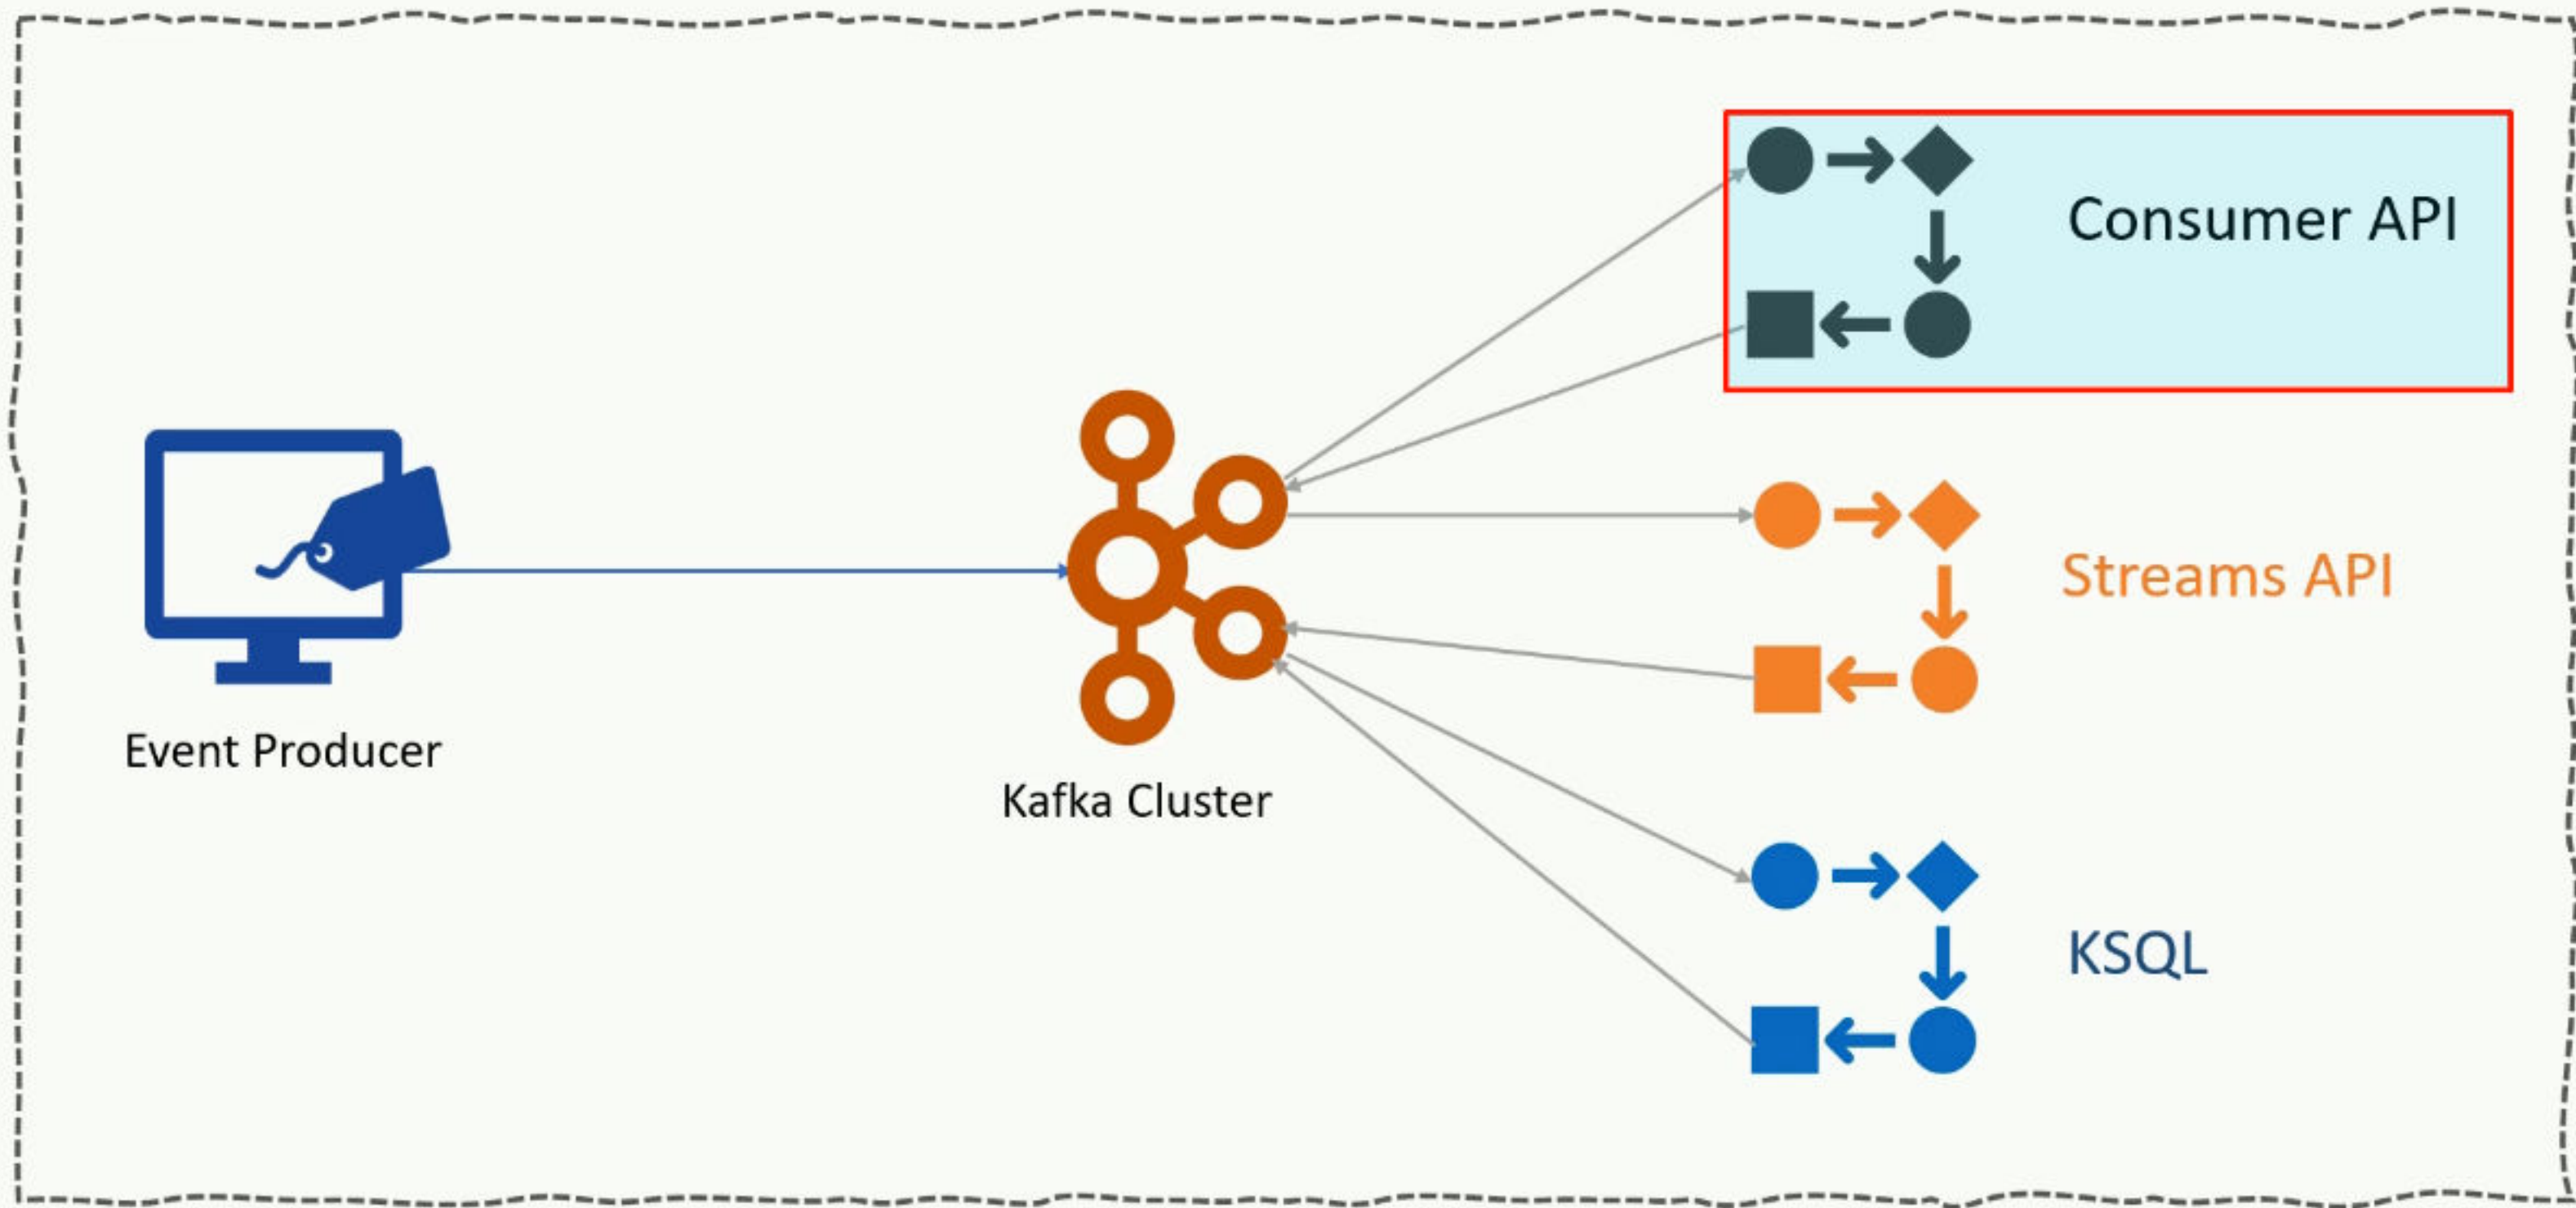 Consumer API
Streams API
Event Producer
Kafka Cluster
KSQL